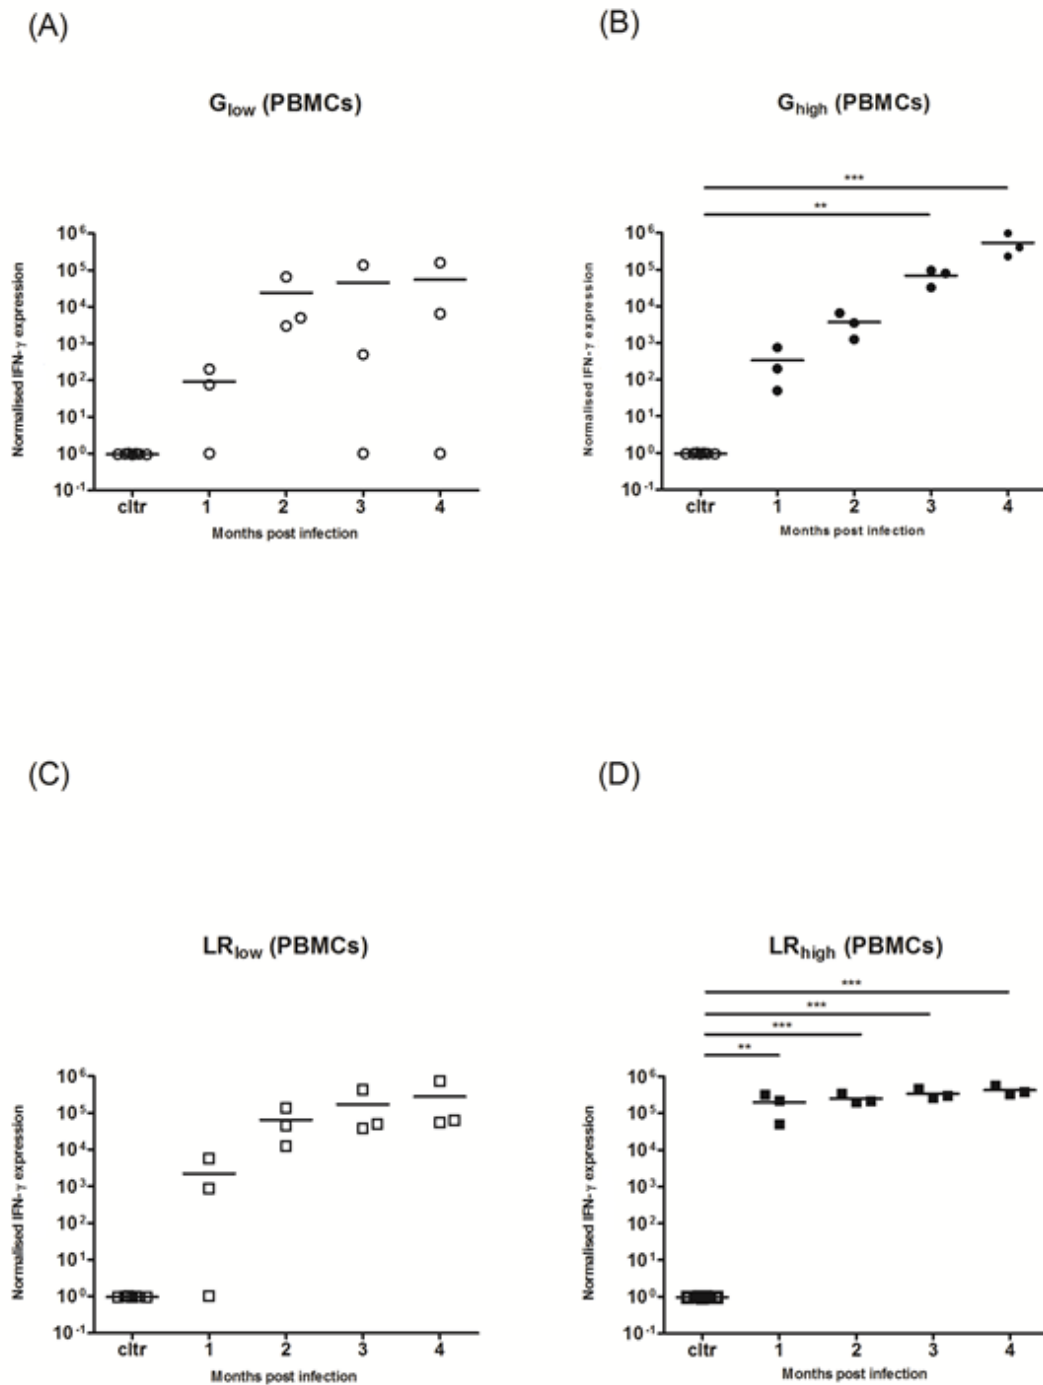 (A)
G_low (PBMCs)
Normalised IFN-γ expression
10⁶
10⁵
10⁴
10³
10²
10¹
10⁰
10⁻¹
cltr 1 2 3 4
Months post infection
(B)
G_high (PBMCs)
***
**
Normalised IFN-γ expression
10⁶
10⁵
10⁴
10³
10²
10¹
10⁰
10⁻¹
cltr 1 2 3 4
Months post infection
(C)
LR_low (PBMCs)
Normalised IFN-γ expression
10⁶
10⁵
10⁴
10³
10²
10¹
10⁰
10⁻¹
cltr 1 2 3 4
Months post infection
(D)
LR_high (PBMCs)
***
***
***
**
Normalised IFN-γ expression
10⁶
10⁵
10⁴
10³
10²
10¹
10⁰
10⁻¹
cltr 1 2 3 4
Months post infection